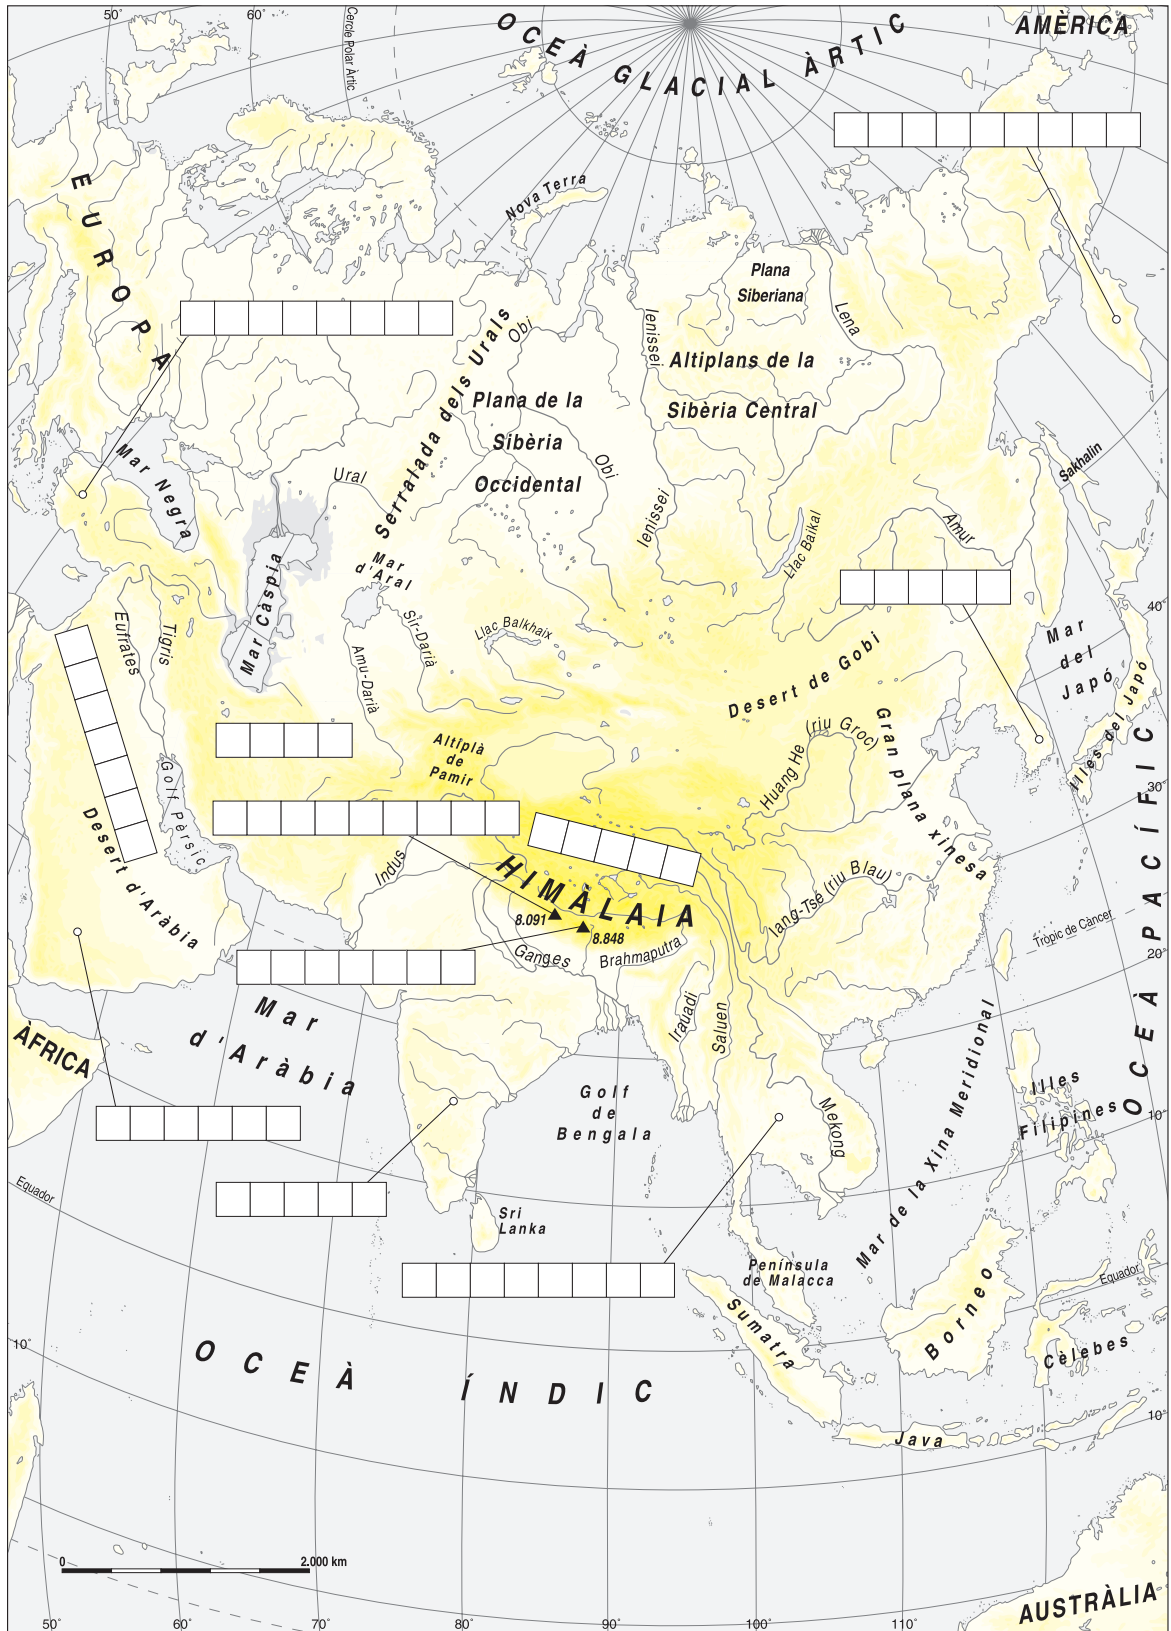 50°
60°
Cercle Polar Àrtic
OCEÀ GLACIAL ÀRTIC
AMÈRICA
EUROPA
Nova Terra
Plana
Siberiana
Lena
Ienissei
Obi
Serralada dels Urals
Altiplans de la
Sibèria Central
Plana de la
Sibèria
Occidental
Obi
Ienissei
Ural
Mar Negra
Mar Càspia
Mar
d'Aral
Llac Baikal
Amur
Sakhalin
40°
Eufrates
Tigris
Sir-Darià
Amu-Darià
Llac Balkhaix
Desert de Gobi
Mar
del
Japó
Illes del Japó
Altiplà
de
Pamir
Huang He (riu Groc)
Gran plana xinesa
30°
Golf Pèrsic
Desert d'Aràbia
Indus
HIMÀLAIA
8.091
8.848
Iang-Tsé (riu Blau)
Ganges
Brahmaputra
Tròpic de Càncer
20°
OCEÀ PACÍFIC
Mar
d'Aràbia
ÀFRICA
Irauadi
Saluen
Golf
de
Bengala
Mekong
Mar de la Xina Meridional
Illes
Filipines
10°
Equador
Sri
Lanka
Península
de Malacca
Equador
Sumatra
Borneo
Cèlebes
10°
OCEÀ ÍNDIC
10°
Java
0
2.000 km
AUSTRÀLIA
50°
60°
70°
80°
90°
100°
110°